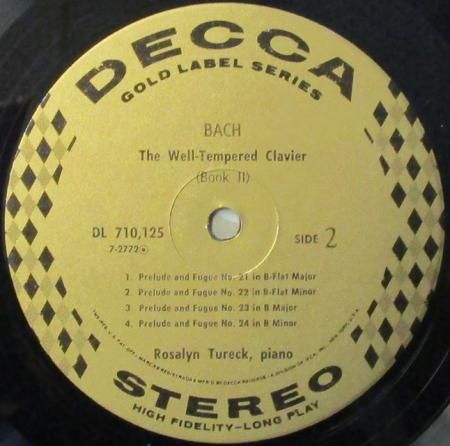 DECCA
GOLD LABEL SERIES
BACH
The Well-Tempered Clavier
(Book II)
DL 710,125
7-2772
SIDE 2
1. Prelude and Fugue No. 21 in B-Flat Major
2. Prelude and Fugue No. 22 in B-Flat Minor
3. Prelude and Fugue No. 23 in B Major
4. Prelude and Fugue No. 24 in B Minor
Rosalyn Tureck, piano
STEREO
HIGH FIDELITY–LONG PLAY